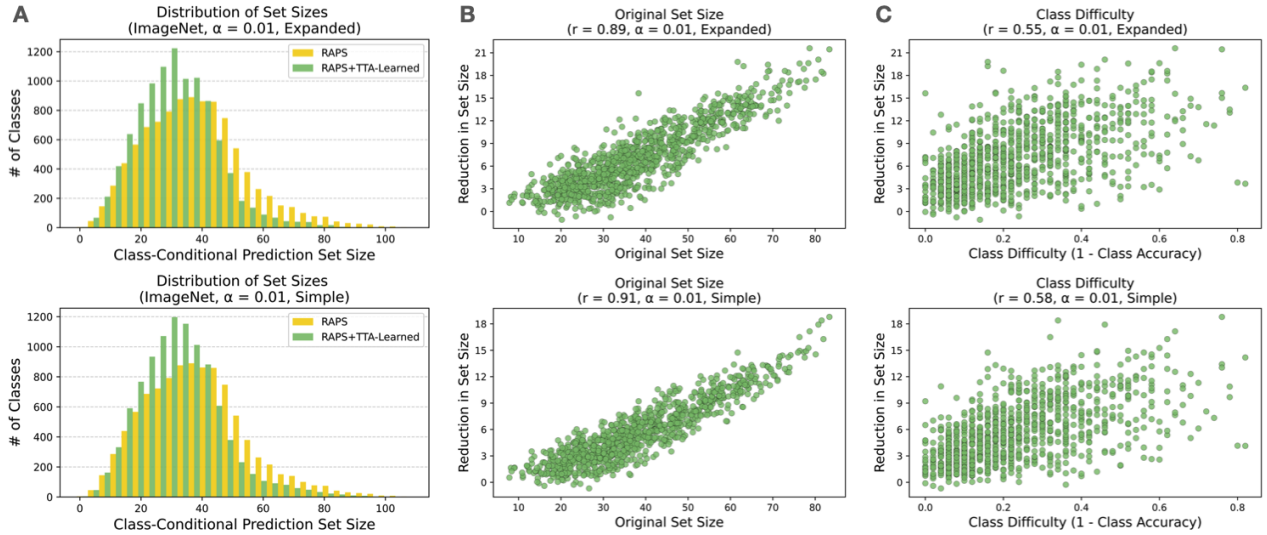 A
Distribution of Set Sizes
(ImageNet, α = 0.01, Expanded)
RAPS
RAPS+TTA-Learned
# of Classes
1200
1000
800
600
400
200
0
0 20 40 60 80 100
Class-Conditional Prediction Set Size
B
Original Set Size
(r = 0.89, α = 0.01, Expanded)
Reduction in Set Size
21
18
15
12
9
6
3
0
10 20 30 40 50 60 70 80
Original Set Size
C
Class Difficulty
(r = 0.55, α = 0.01, Expanded)
Reduction in Set Size
21
18
15
12
9
6
3
0
0.0 0.2 0.4 0.6 0.8
Class Difficulty (1 - Class Accuracy)
Distribution of Set Sizes
(ImageNet, α = 0.01, Simple)
RAPS
RAPS+TTA-Learned
# of Classes
1200
1000
800
600
400
200
0
0 20 40 60 80 100
Class-Conditional Prediction Set Size
Original Set Size
(r = 0.91, α = 0.01, Simple)
Reduction in Set Size
18
15
12
9
6
3
0
10 20 30 40 50 60 70 80
Original Set Size
Class Difficulty
(r = 0.58, α = 0.01, Simple)
Reduction in Set Size
18
15
12
9
6
3
0
0.0 0.2 0.4 0.6 0.8
Class Difficulty (1 - Class Accuracy)